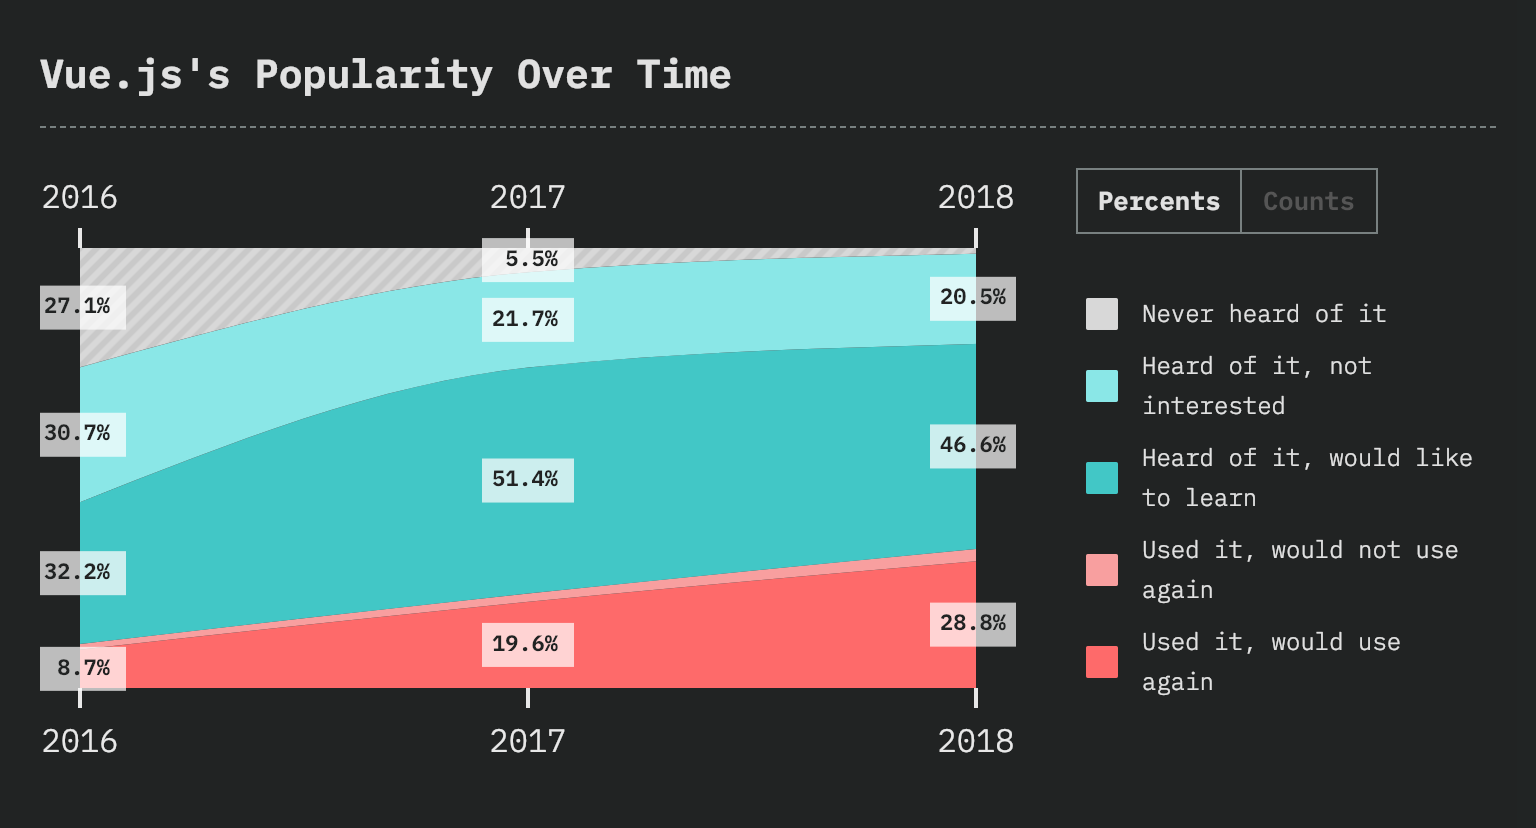 Vue.js's Popularity Over Time
2016 2017 2018
Percents Counts
27.1%
30.7%
32.2%
8.7%
5.5%
21.7%
51.4%
19.6%
20.5%
46.6%
28.8%
2016 2017 2018
Never heard of it
Heard of it, not
interested
Heard of it, would like
to learn
Used it, would not use
again
Used it, would use
again